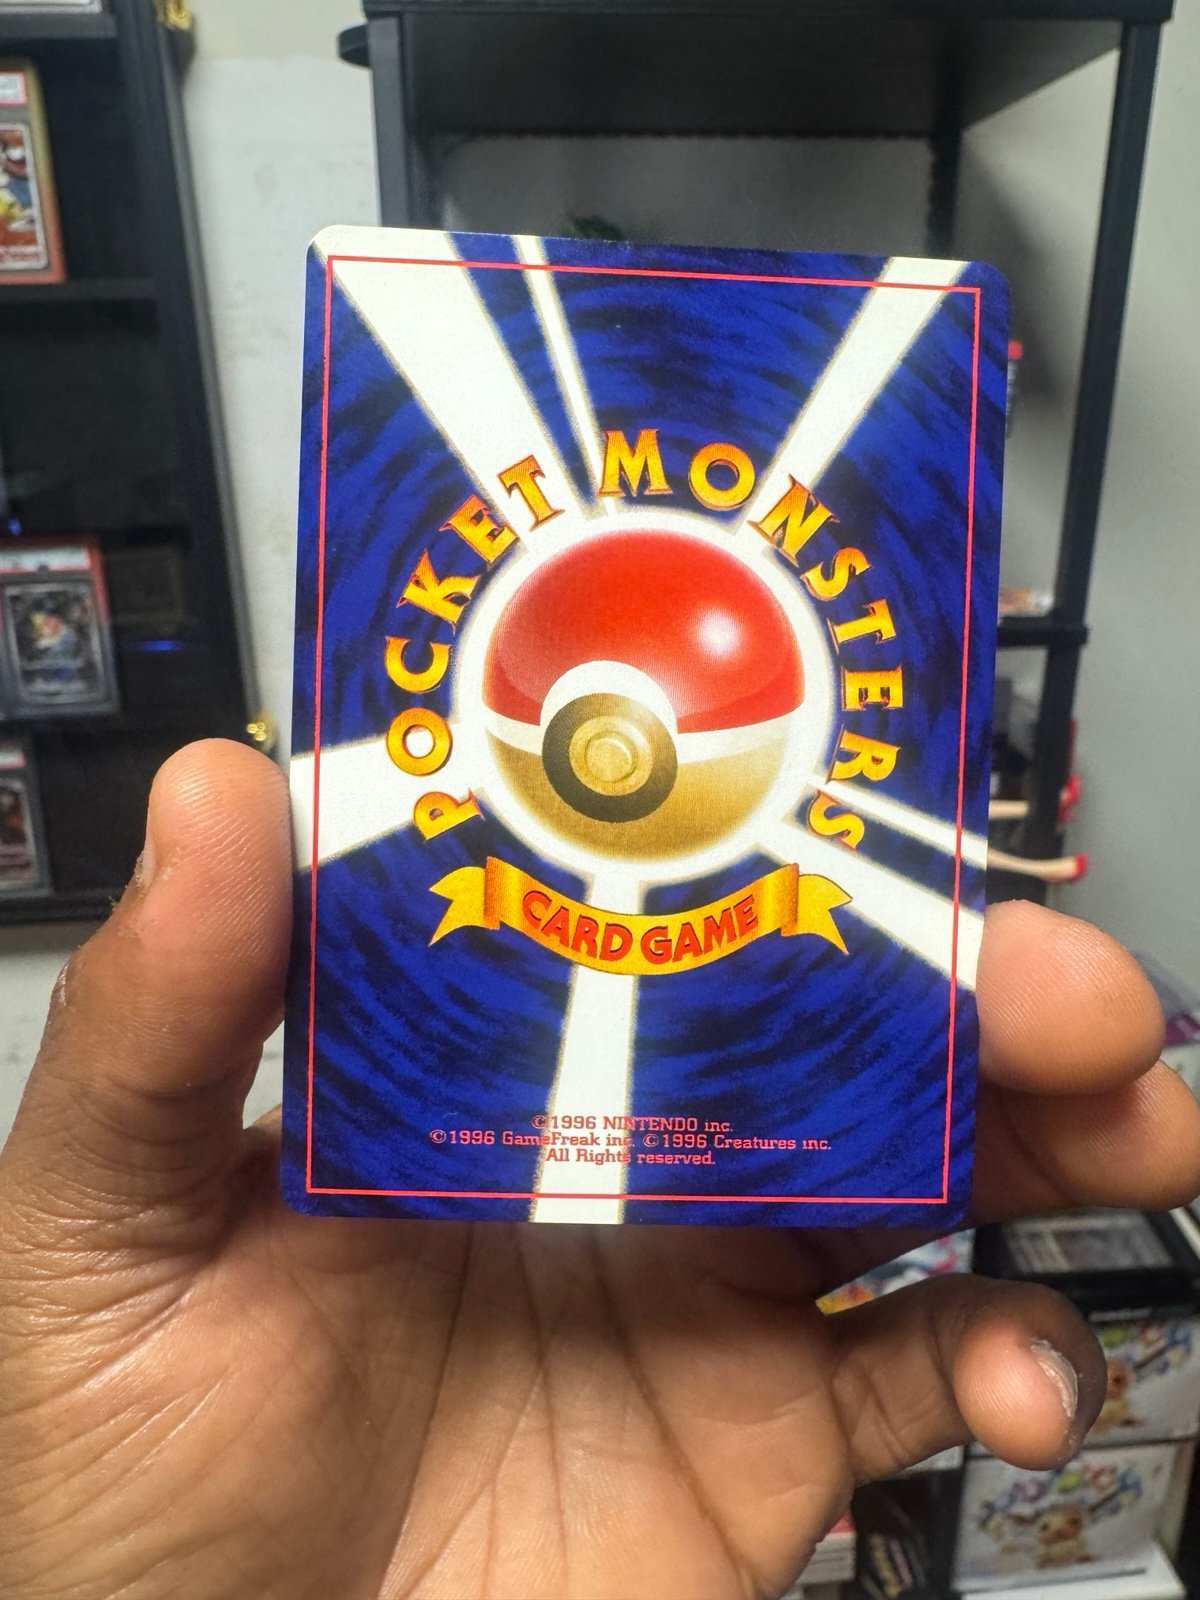 POCKET MONSTERS
CARD GAME
©1996 NINTENDO inc.
©1996 GameFreak inc. ©1996 Creatures inc.
All Rights reserved.